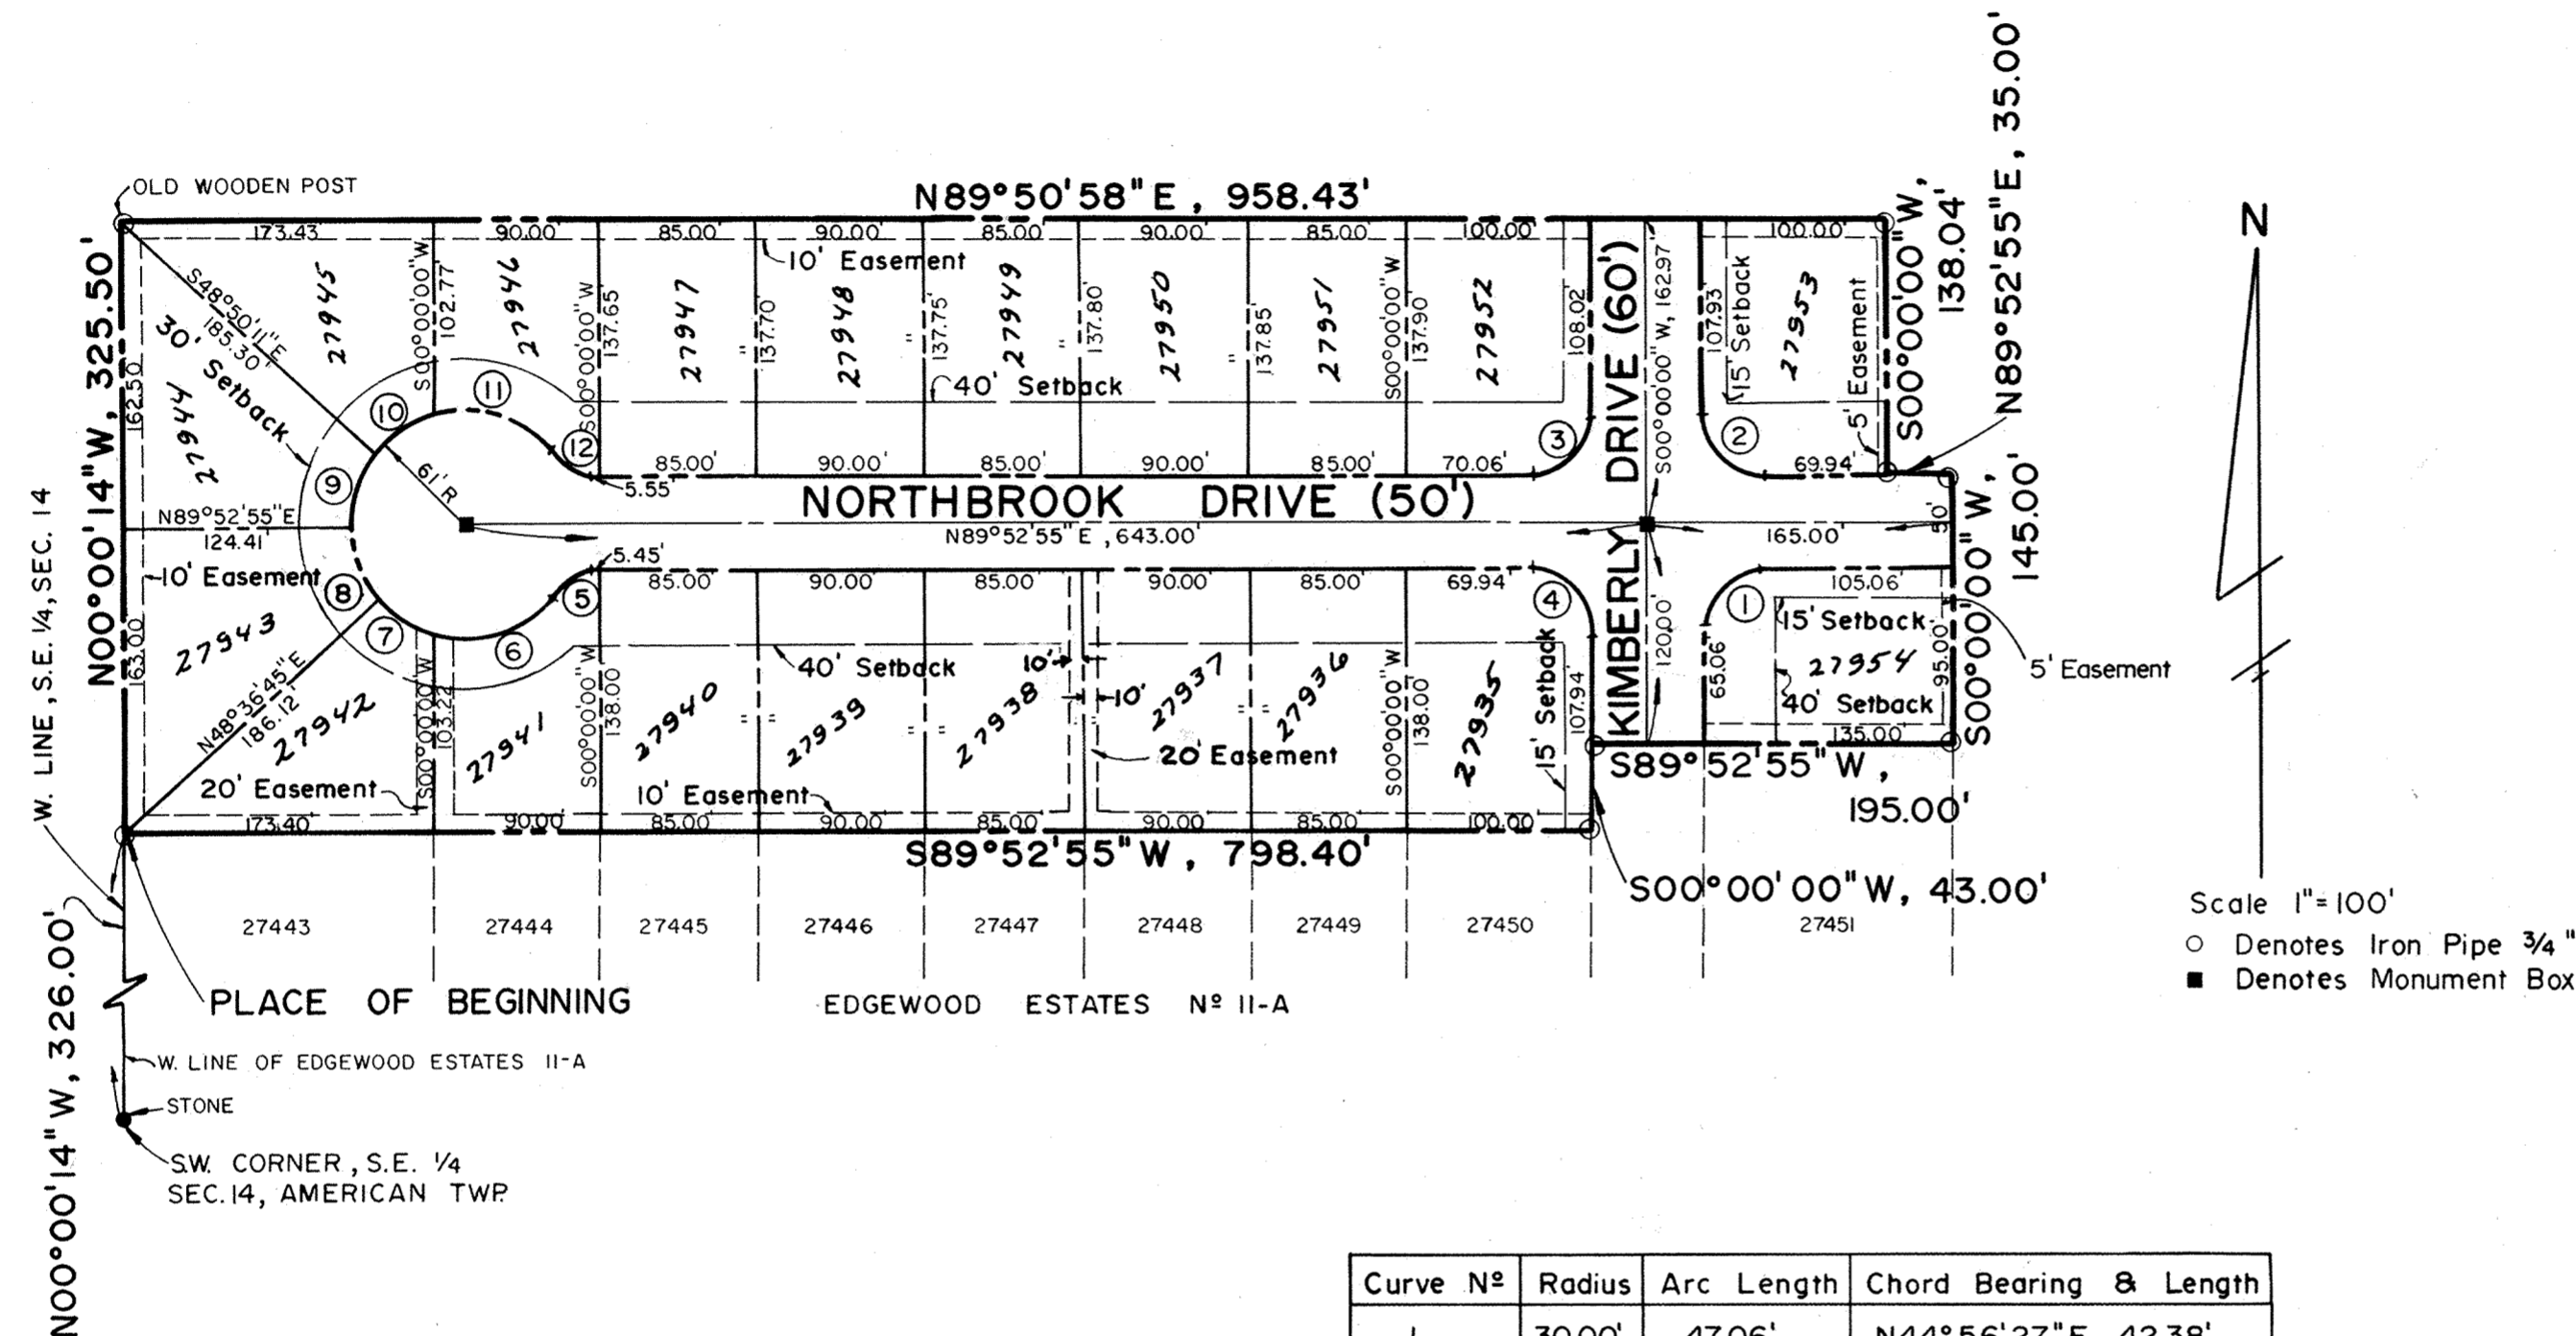 OLD WOODEN POST
N89°50'58"E, 958.43'
S00°00'00"W,
138.04'
N89°52'55"E, 35.00'
173.43
90.00'
85.00'
90.00'
85.00'
90.00'
85.00'
100.00'
100.00'
10' Easement
N00°00'14"W, 325.50'
162.50
S48°50'11"E
185.30'
30' Setback
27944
27945
S00°00'00"W
102.77
27946
S00°00'00"W
137.65'
27947
137.70'
27948
137.75'
27949
137.80'
27950
137.85'
27951
S00°00'00"W
137.90'
27952
108.02'
KIMBERLY DRIVE (60')
S00°00'00"W, 162.97'
107.93'
15' Setback
27953
5' Easement
40' Setback
10
11
12
9
3
2
61'R
85.00'
90.00'
85.00'
90.00'
85.00'
70.06'
69.94'
5.55'
NORTHBROOK DRIVE (50')
N89°52'55"E, 643.00'
165.00'
50'
S00°00'00"W,
145.00'
N89°52'55"E
124.41'
10' Easement
5.45'
85.00'
90.00'
85.00'
90.00'
85.00'
69.94'
105.06'
8
7
6
5
4
1
15' Setback
27954
40' Setback
95.00'
5' Easement
65.06'
120.00'
135.00'
163.00'
27943
N48°36'45"E
186.12'
27942
20' Easement
S00°00'00"W
103.22'
27941
S00°00'00"W
138.00'
27940
27939
40' Setback
27938
10'
10'
20' Easement
27937
27936
S00°00'00"W
138.00'
27935
15' Setback
107.94'
10' Easement
173.40'
90.00'
85.00'
90.00'
85.00'
90.00'
85.00'
100.00'
S89°52'55"W,
195.00'
S89°52'55"W, 798.40'
S00°00'00"W, 43.00'
W. LINE, S.E. 1/4, SEC. 14
27443
27444
27445
27446
27447
27448
27449
27450
27451
PLACE OF BEGINNING
EDGEWOOD ESTATES Nº 11-A
N00°00'14"W, 326.00'
W. LINE OF EDGEWOOD ESTATES 11-A
STONE
S.W. CORNER, S.E. 1/4
SEC. 14, AMERICAN TWP.
N
Scale 1"=100'
○ Denotes Iron Pipe 3/4"
■ Denotes Monument Box
Curve Nº Radius Arc Length Chord Bearing & Length
1 30.00' 47.06' N44°56'27"E, 42.38'